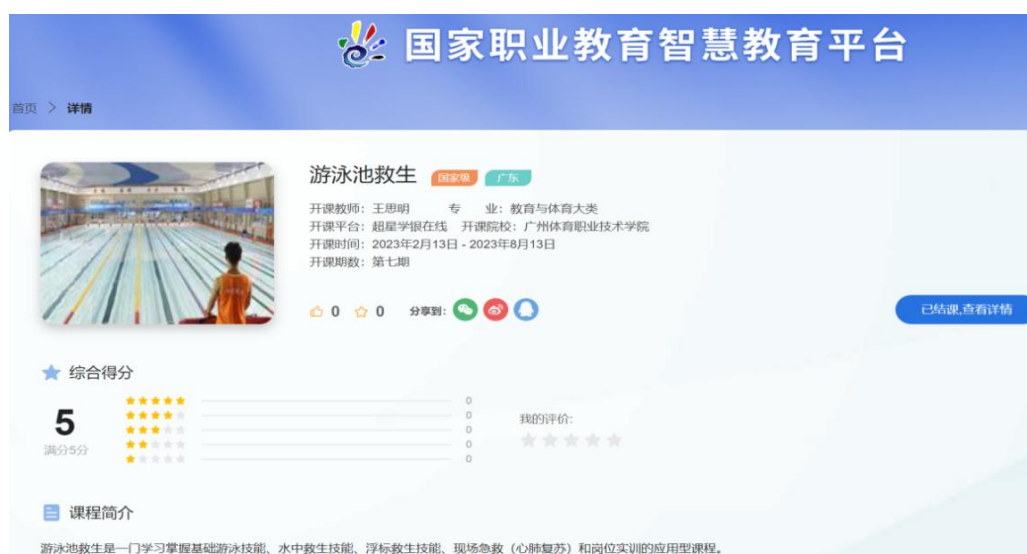 国家职业教育智慧教育平台
首页 > 详情
游泳池救生 国家级 广东
开课教师：王思明 专 业：教育与体育大类
开课平台：超星学银在线 开课院校：广州体育职业技术学院
开课时间：2023年2月13日 - 2023年8月13日
开课期数：第七期
0 0 分享到:
已结课,查看详情
综合得分
5
满分5分
0
0
0
0
0
我的评价:
课程简介
游泳池救生是一门学习掌握基础游泳技能、水中救生技能、浮标救生技能、现场急救（心肺复苏）和岗位实训的应用型课程。